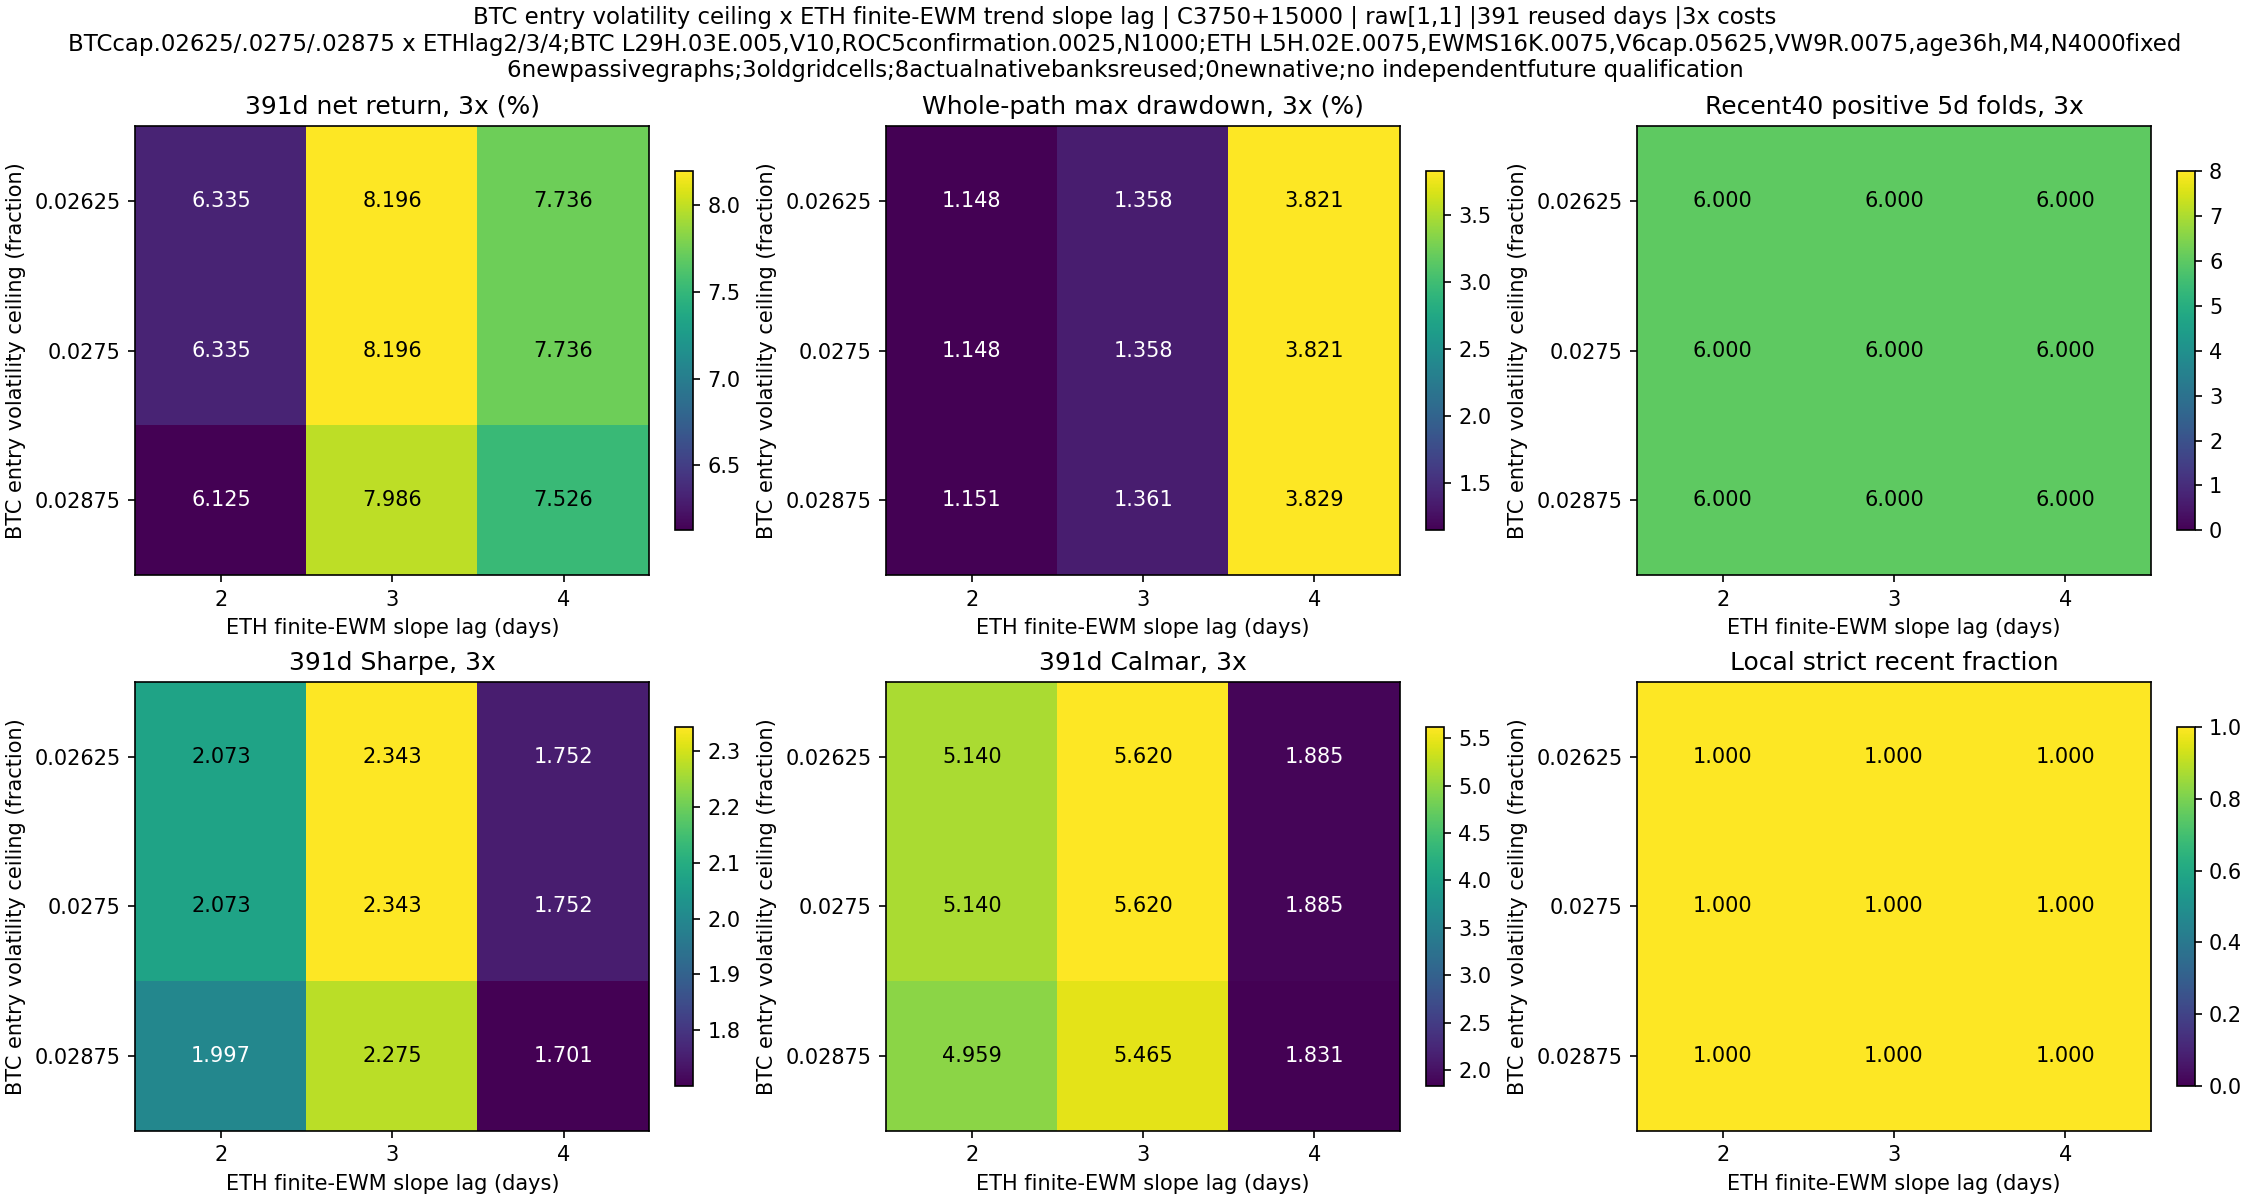 BTC entry volatility ceiling x ETH finite-EWM trend slope lag | C3750+15000 | raw[1,1] |391 reused days |3x costs
BTCcap.02625/.0275/.02875 x ETHlag2/3/4;BTC L29H.03E.005,V10,ROC5confirmation.0025,N1000;ETH L5H.02E.0075,EWMS16K.0075,V6cap.05625,VW9R.0075,age36h,M4,N4000fixed
6newpassivegraphs;3oldgridcells;8actualnativebanksreused;0newnative;no independentfuture qualification
391d net return, 3x (%)
BTC entry volatility ceiling (fraction)
0.02625
0.0275
0.02875
6.335 8.196 7.736
6.335 8.196 7.736
6.125 7.986 7.526
2 3 4
ETH finite-EWM slope lag (days)
8.0
7.5
7.0
6.5
Whole-path max drawdown, 3x (%)
BTC entry volatility ceiling (fraction)
0.02625
0.0275
0.02875
1.148 1.358 3.821
1.148 1.358 3.821
1.151 1.361 3.829
2 3 4
ETH finite-EWM slope lag (days)
3.5
3.0
2.5
2.0
1.5
Recent40 positive 5d folds, 3x
BTC entry volatility ceiling (fraction)
0.02625
0.0275
0.02875
6.000 6.000 6.000
6.000 6.000 6.000
6.000 6.000 6.000
2 3 4
ETH finite-EWM slope lag (days)
8
7
6
5
4
3
2
1
0
391d Sharpe, 3x
BTC entry volatility ceiling (fraction)
0.02625
0.0275
0.02875
2.073 2.343 1.752
2.073 2.343 1.752
1.997 2.275 1.701
2 3 4
ETH finite-EWM slope lag (days)
2.3
2.2
2.1
2.0
1.9
1.8
391d Calmar, 3x
BTC entry volatility ceiling (fraction)
0.02625
0.0275
0.02875
5.140 5.620 1.885
5.140 5.620 1.885
4.959 5.465 1.831
2 3 4
ETH finite-EWM slope lag (days)
5.5
5.0
4.5
4.0
3.5
3.0
2.5
2.0
Local strict recent fraction
BTC entry volatility ceiling (fraction)
0.02625
0.0275
0.02875
1.000 1.000 1.000
1.000 1.000 1.000
1.000 1.000 1.000
2 3 4
ETH finite-EWM slope lag (days)
1.0
0.8
0.6
0.4
0.2
0.0